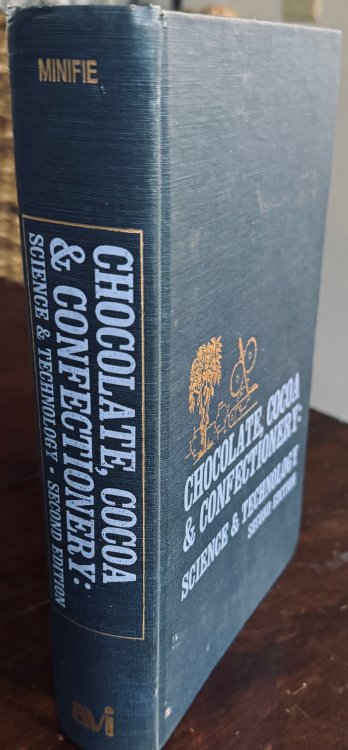 MINIFIE
CHOCOLATE, COCOA
& CONFECTIONERY:
SCIENCE & TECHNOLOGY • SECOND EDITION
avi
CHOCOLATE, COCOA
& CONFECTIONERY:
SCIENCE & TECHNOLOGY
SECOND EDITION